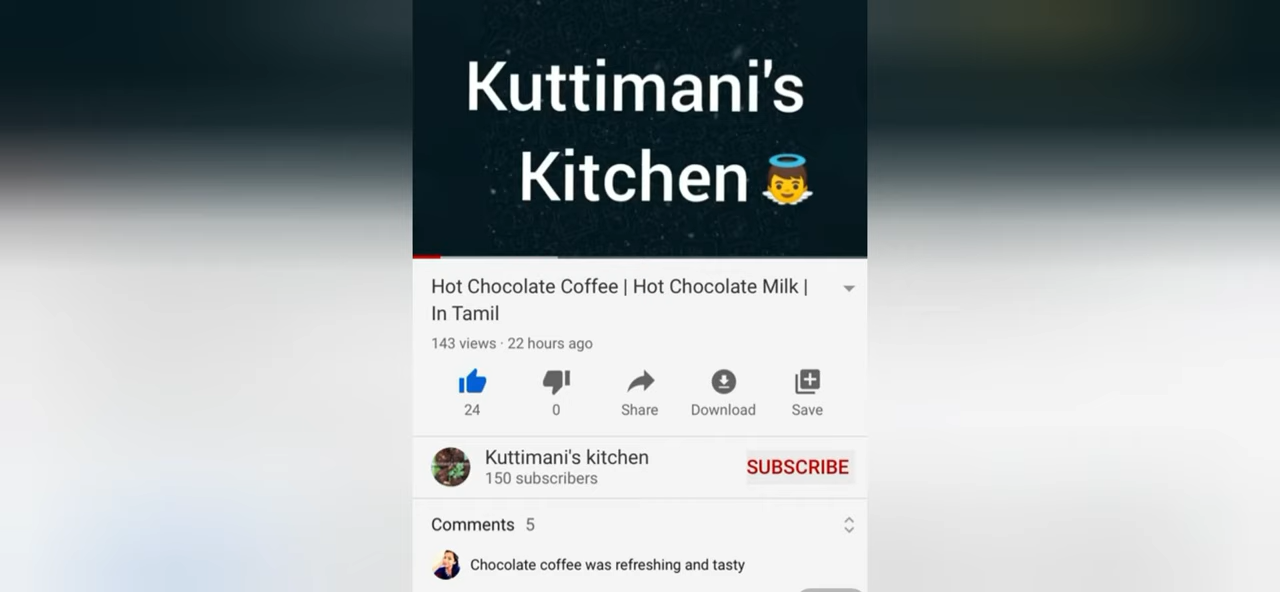 Kuttimani's
Kitchen
Hot Chocolate Coffee | Hot Chocolate Milk |
In Tamil
143 views · 22 hours ago
24
0
Share
Download
Save
Kuttimani's kitchen
150 subscribers
SUBSCRIBE
Comments 5
Chocolate coffee was refreshing and tasty